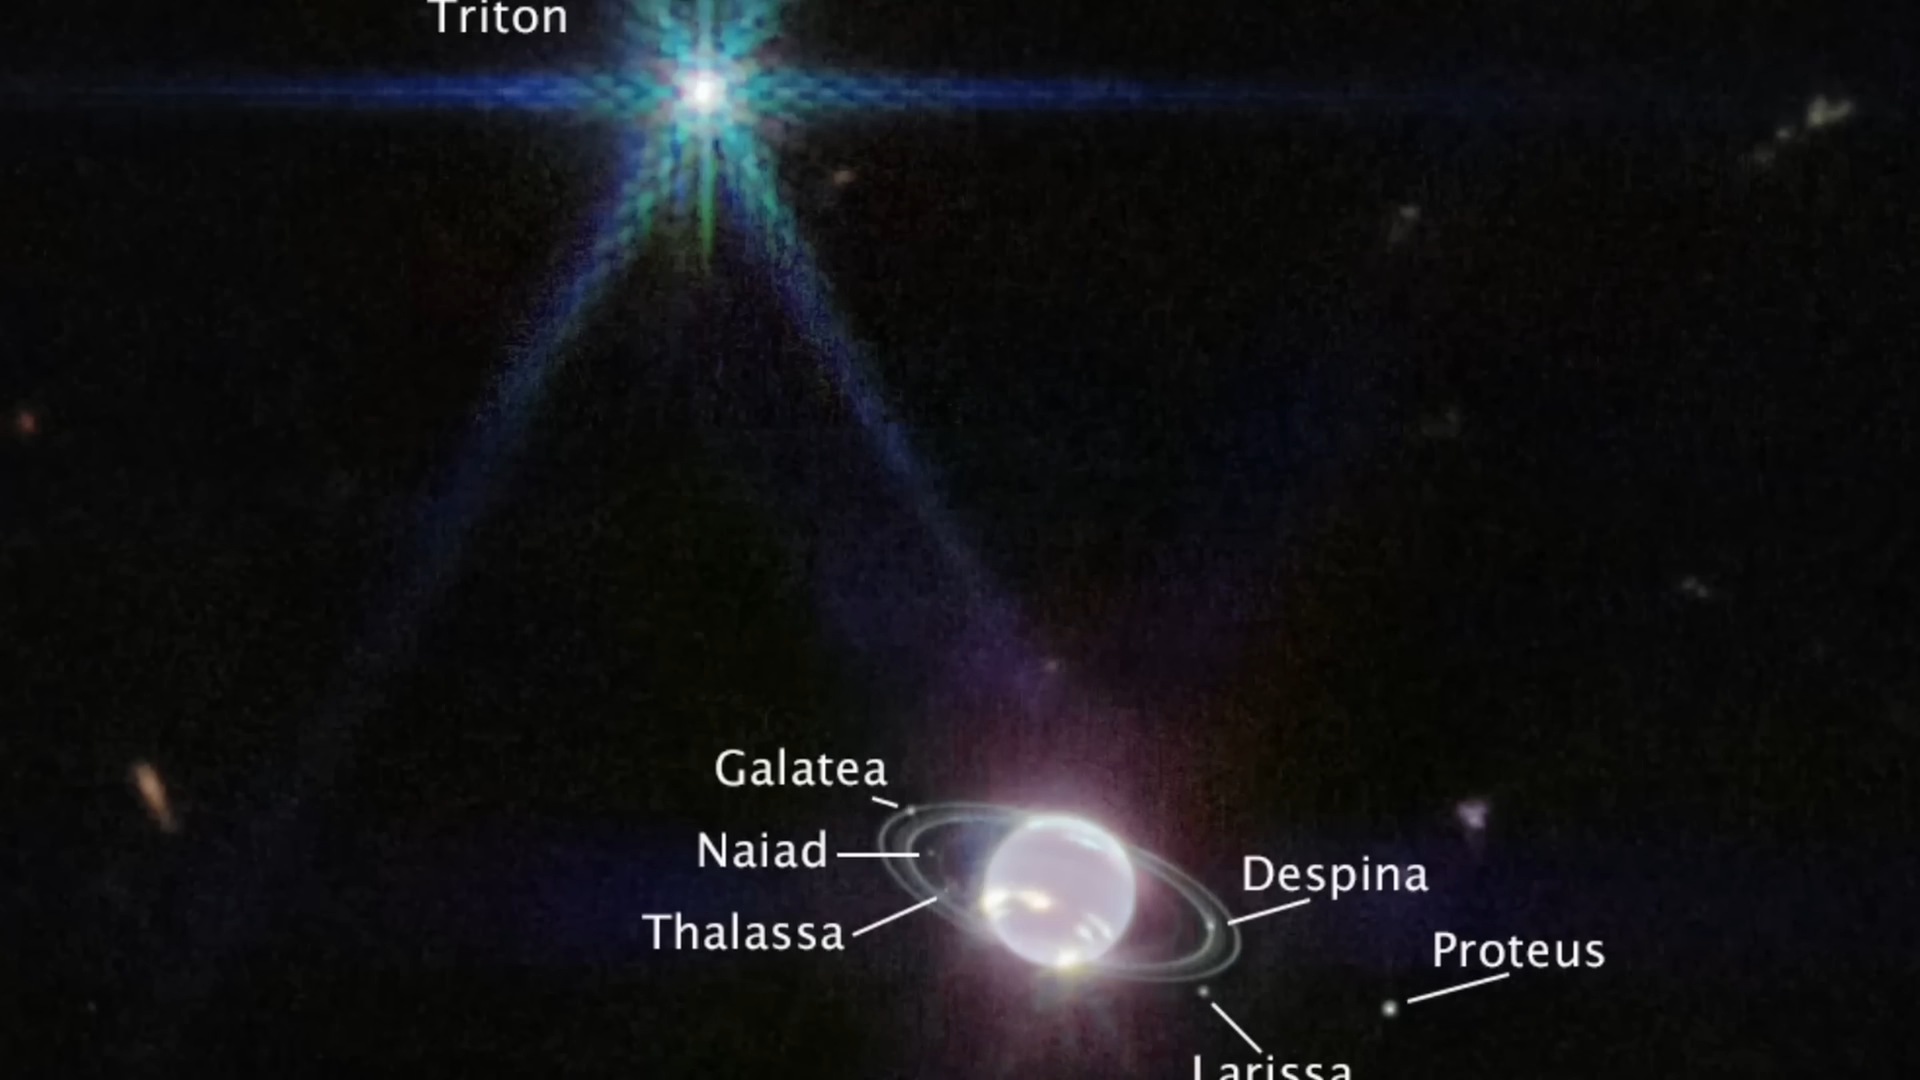 Triton
Galatea
Naiad
Despina
Thalassa
Proteus
Larissa